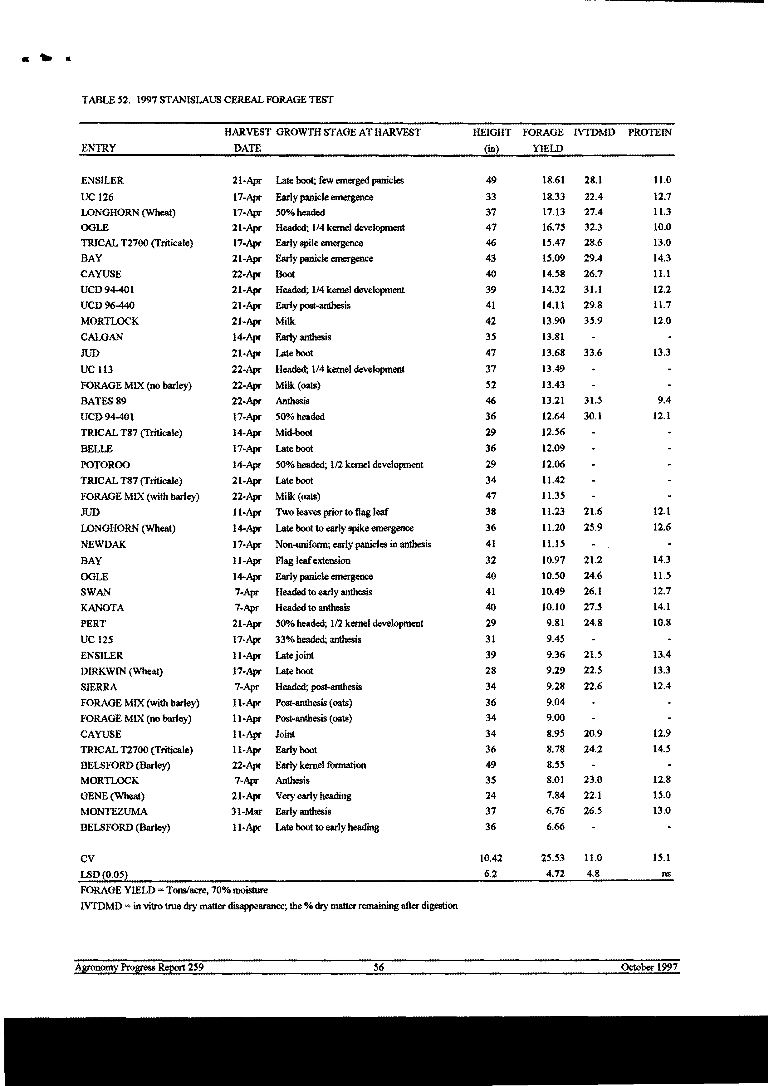 TABLE 52. 1997 STANISLAUS CEREAL FORAGE TEST
HARVEST GROWTH STAGE AT HARVEST HEIGHT FORAGE IVTDMD PROTEIN
ENTRY DATE (in) YIELD
ENSILER 21-Apr Late boot; few emerged panicles 49 18.61 28.1 11.0
UC 126 17-Apr Early panicle emergence 33 18.33 22.4 12.7
LONGHORN (Wheat) 17-Apr 50% headed 37 17.13 27.4 11.3
OGLE 21-Apr Headed; 1/4 kernel development 47 16.75 32.3 10.0
TRICAL T2700 (Triticale) 17-Apr Early spile emergence 46 15.47 28.6 13.0
BAY 21-Apr Early panicle emergence 43 15.09 29.4 14.3
CAYUSE 22-Apr Boot 40 14.58 26.7 11.1
UCD 94-401 21-Apr Headed; 1/4 kernel development 39 14.32 31.1 12.2
UCD 96-440 21-Apr Early post-anthesis 41 14.11 29.8 11.7
MORTLOCK 21-Apr Milk 42 13.90 35.9 12.0
CALGAN 14-Apr Early anthesis 35 13.81 - -
JUD 21-Apr Late boot 47 13.68 33.6 13.3
UC 113 22-Apr Headed; 1/4 kernel development 37 13.49 - -
FORAGE MIX (no barley) 22-Apr Milk (oats) 52 13.43 - -
BATES 89 22-Apr Anthesis 46 13.21 31.5 9.4
UCD 94-401 17-Apr 50% headed 36 12.64 30.1 12.1
TRICAL T87 (Triticale) 14-Apr Mid-boot 29 12.56 - -
BELLE 17-Apr Late boot 36 12.09 - -
POTOROO 14-Apr 50% headed; 1/2 kernel development 29 12.06 - -
TRICAL T87 (Triticale) 21-Apr Late boot 34 11.42 - -
FORAGE MIX (with barley) 22-Apr Milk (oats) 47 11.35 - -
JUD 11-Apr Two leaves prior to flag leaf 38 11.23 21.6 12.1
LONGHORN (Wheat) 14-Apr Late boot to early spike emergence 36 11.20 25.9 12.6
NEWDAK 17-Apr Non-uniform; early panicles in anthesis 41 11.15 - -
BAY 11-Apr Flag leaf extension 32 10.97 21.2 14.3
OGLE 14-Apr Early panicle emergence 40 10.50 24.6 11.5
SWAN 7-Apr Headed to early anthesis 41 10.49 26.1 12.7
KANOTA 7-Apr Headed to anthesis 40 10.10 27.5 14.1
PERT 21-Apr 50% headed; 1/2 kernel development 29 9.81 24.8 10.8
UC 125 17-Apr 33% headed; anthesis 31 9.45 - -
ENSILER 11-Apr Late joint 39 9.36 21.5 13.4
DIRKWIN (Wheat) 17-Apr Late boot 28 9.29 22.5 13.3
SIERRA 7-Apr Headed; post-anthesis 34 9.28 22.6 12.4
FORAGE MIX (with barley) 11-Apr Post-anthesis (oats) 36 9.04 - -
FORAGE MIX (no barley) 11-Apr Post-anthesis (oats) 34 9.00 - -
CAYUSE 11-Apr Joint 34 8.95 20.9 12.9
TRICAL T2700 (Triticale) 11-Apr Early boot 36 8.78 24.2 14.5
BELSFORD (Barley) 22-Apr Early kernel formation 49 8.55 - -
MORTLOCK 7-Apr Anthesis 35 8.01 23.0 12.8
GENE (Wheat) 21-Apr Very early heading 24 7.84 22.1 15.0
MONTEZUMA 31-Mar Early anthesis 37 6.76 26.5 13.0
BELSFORD (Barley) 11-Apr Late boot to early heading 36 6.66 - -
CV 10.42 25.53 11.0 15.1
LSD (0.05) 6.2 4.72 4.8 ns
FORAGE YIELD = Tons/acre, 70% moisture
IVTDMD = in vitro true dry matter disappearance; the % dry matter remaining after digestion
Agronomy Progress Report 259 56 October 1997